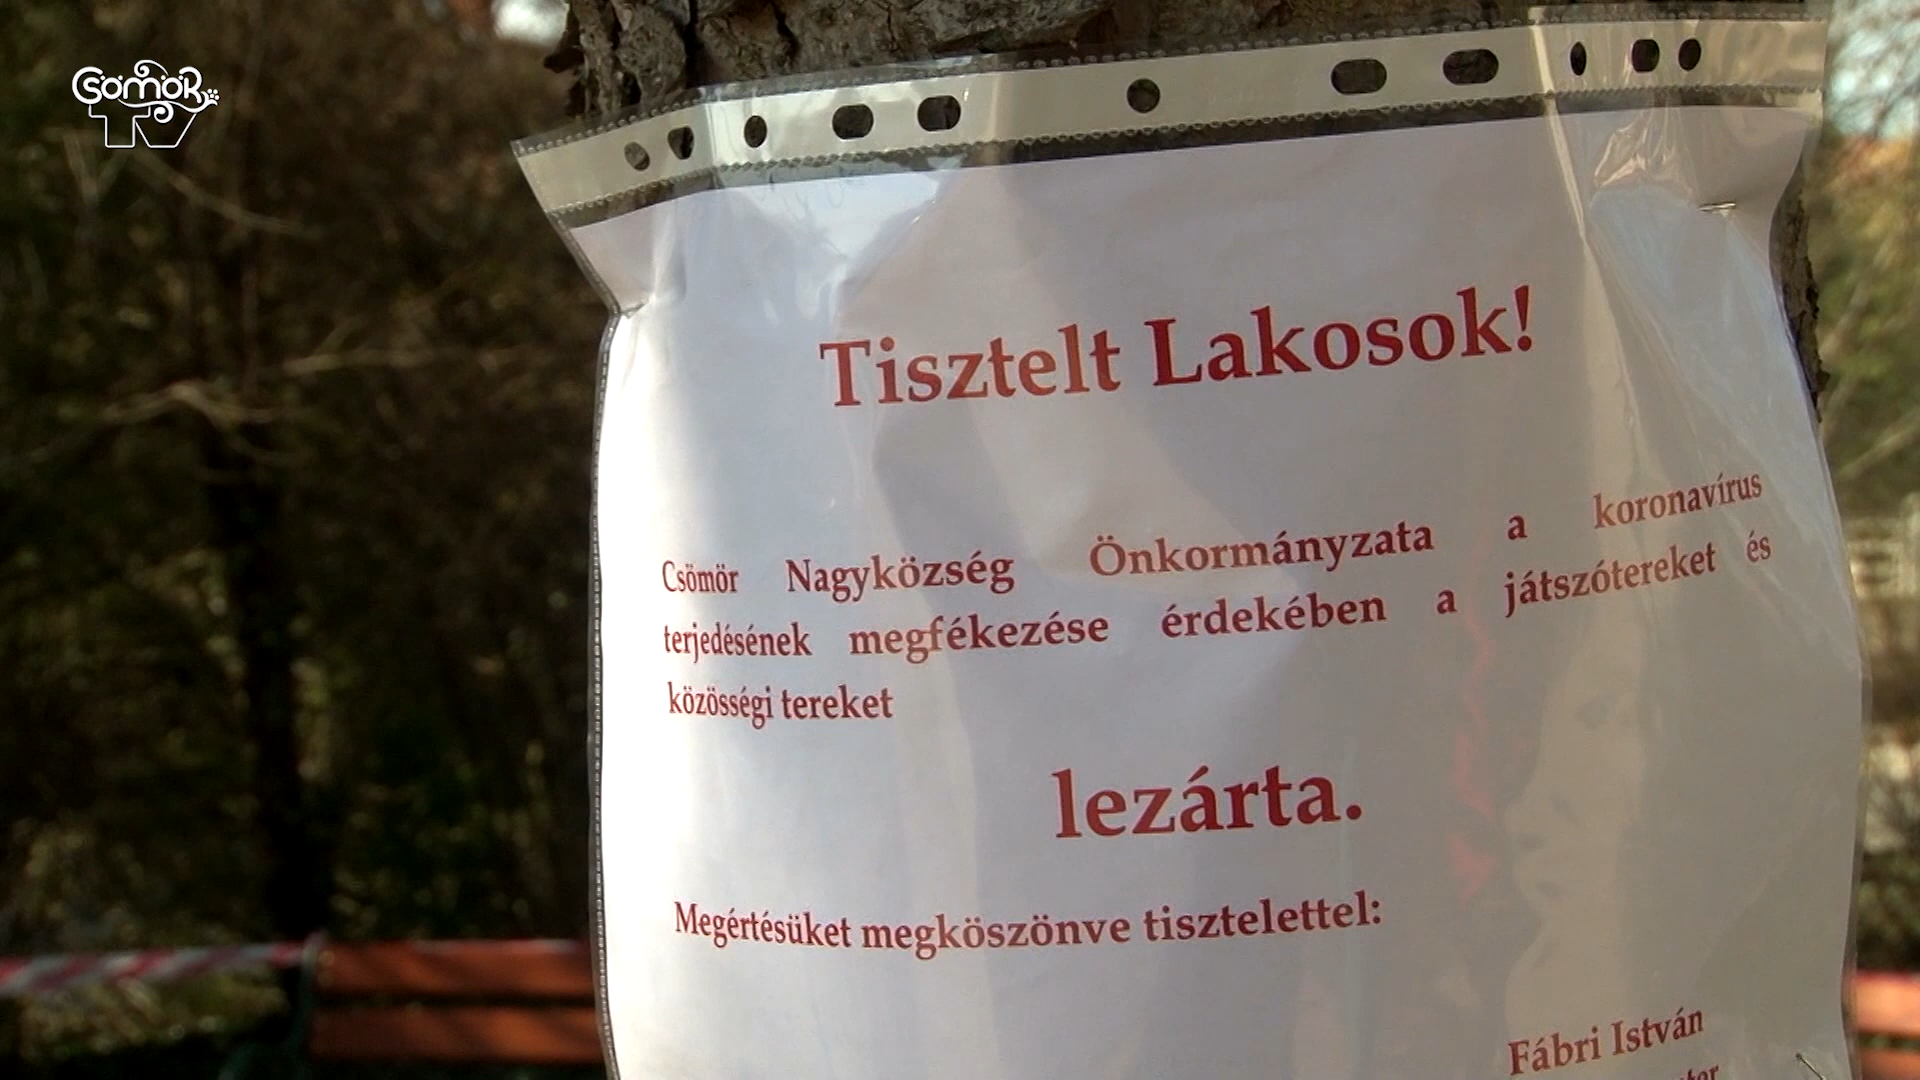 CSÖMÖR
TV
Tisztelt Lakosok!
Csömör Nagyközség Önkormányzata a koronavírus
terjedésének megfékezése érdekében a játszótereket és
közösségi tereket
lezárta.
Megértésüket megköszönve tisztelettel:
Fábri István